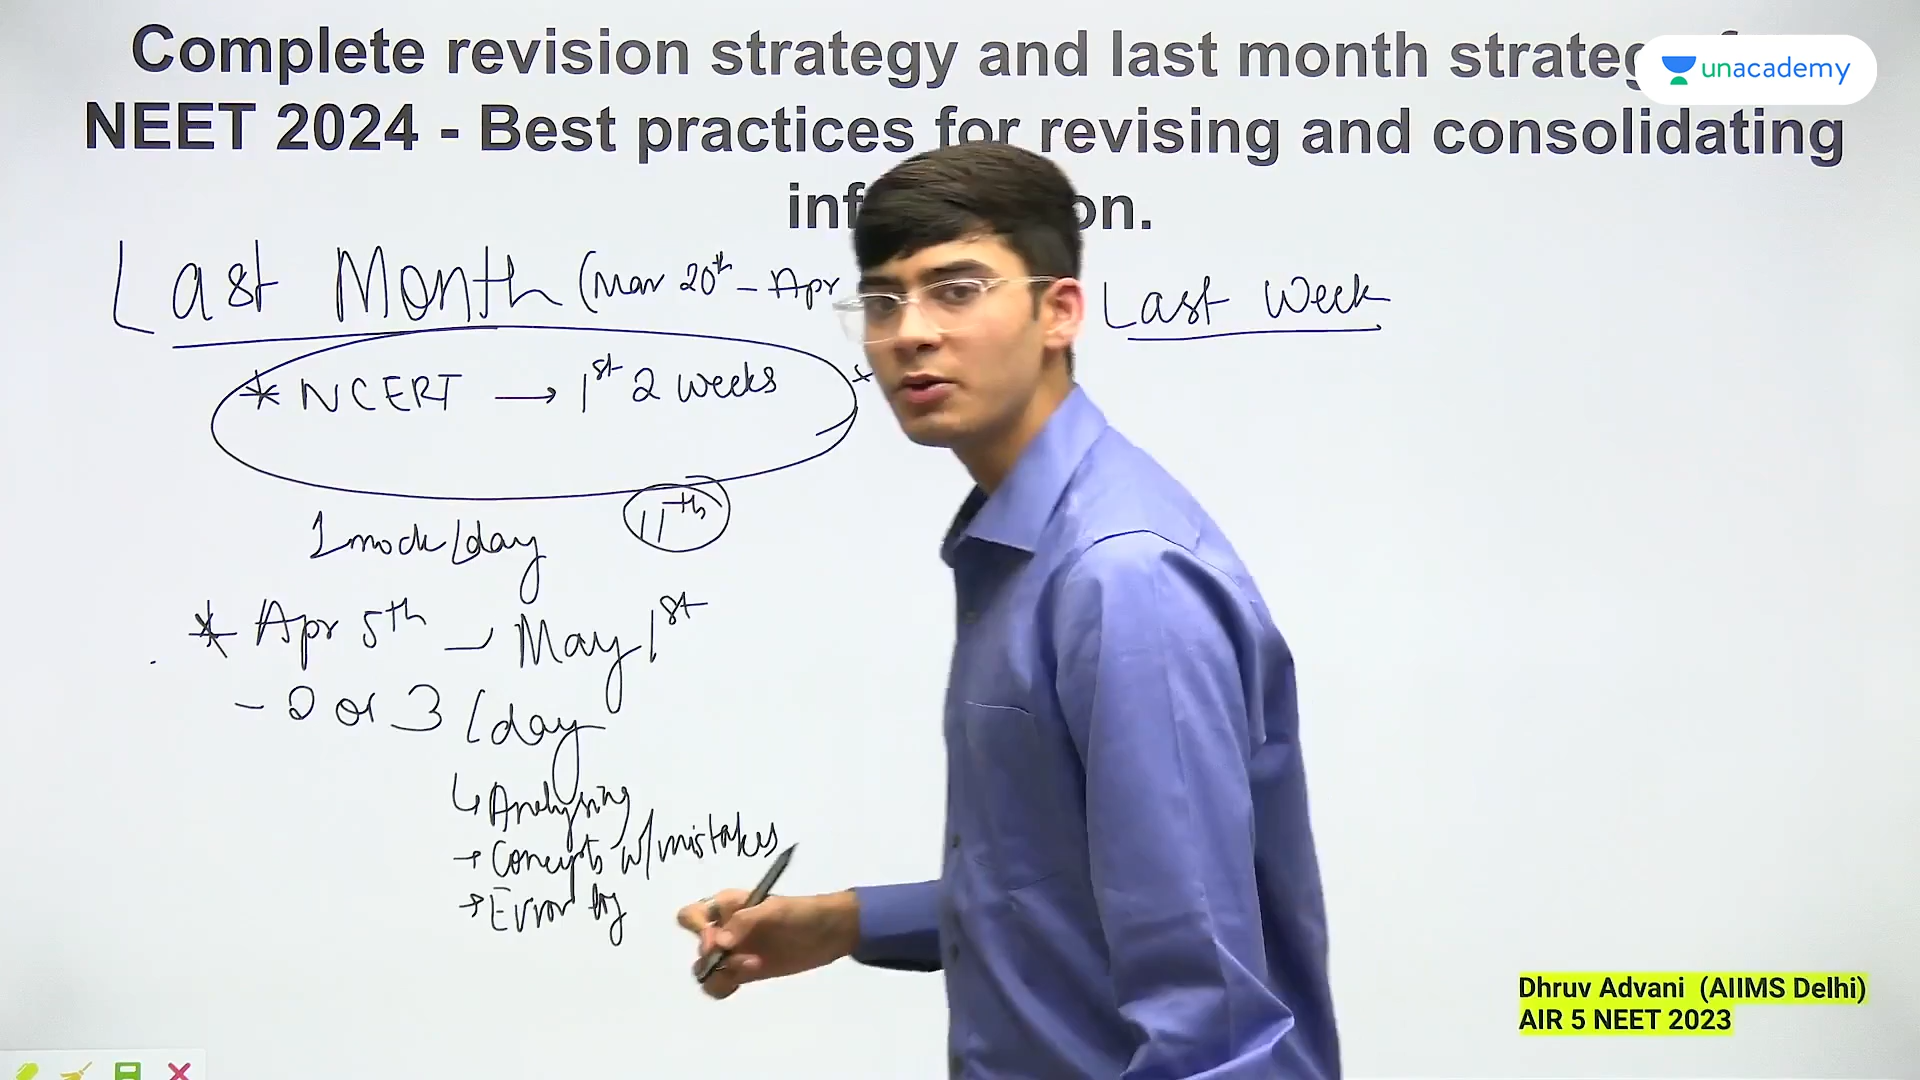 Complete revision strategy and last month strateg
unacademy
NEET 2024 - Best practices for revising and consolidating
inf on.
Last Month (Mar 20th - Apr
Last Week
* NCERT → 1st 2 weeks
11th
1 mock/day
* Apr 5th - May 1st
- 2 or 3 /day
↳ Analysing
→ Concepts w/mistakes
→ Error log
Dhruv Advani (AIIMS Delhi)
AIR 5 NEET 2023